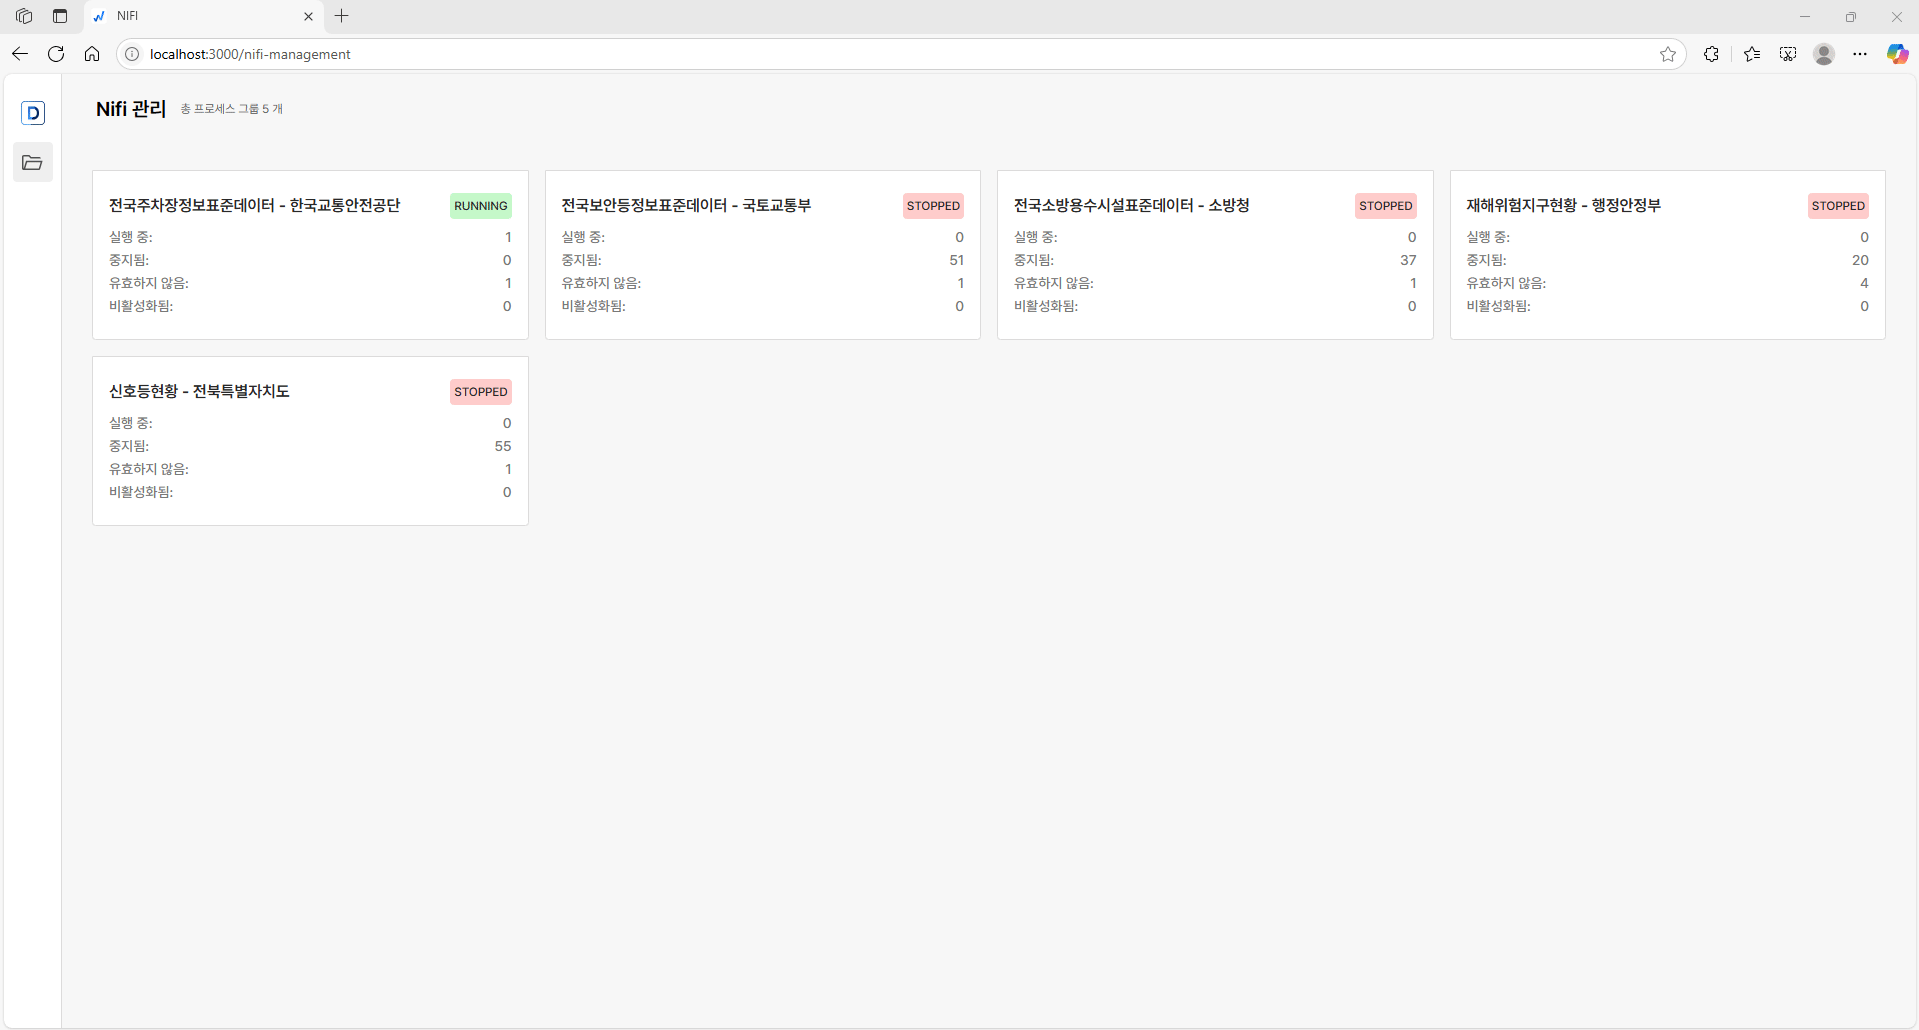 NIFI
localhost:3000/nifi-management
D
Nifi 관리 총 프로세스 그룹 5 개
전국주차장정보표준데이터 - 한국교통안전공단 RUNNING
실행 중: 1
중지됨: 0
유효하지 않음: 1
비활성화됨: 0
전국보안등정보표준데이터 - 국토교통부 STOPPED
실행 중: 0
중지됨: 51
유효하지 않음: 1
비활성화됨: 0
전국소방용수시설표준데이터 - 소방청 STOPPED
실행 중: 0
중지됨: 37
유효하지 않음: 1
비활성화됨: 0
재해위험지구현황 - 행정안정부 STOPPED
실행 중: 0
중지됨: 20
유효하지 않음: 4
비활성화됨: 0
신호등현황 - 전북특별자치도 STOPPED
실행 중: 0
중지됨: 55
유효하지 않음: 1
비활성화됨: 0